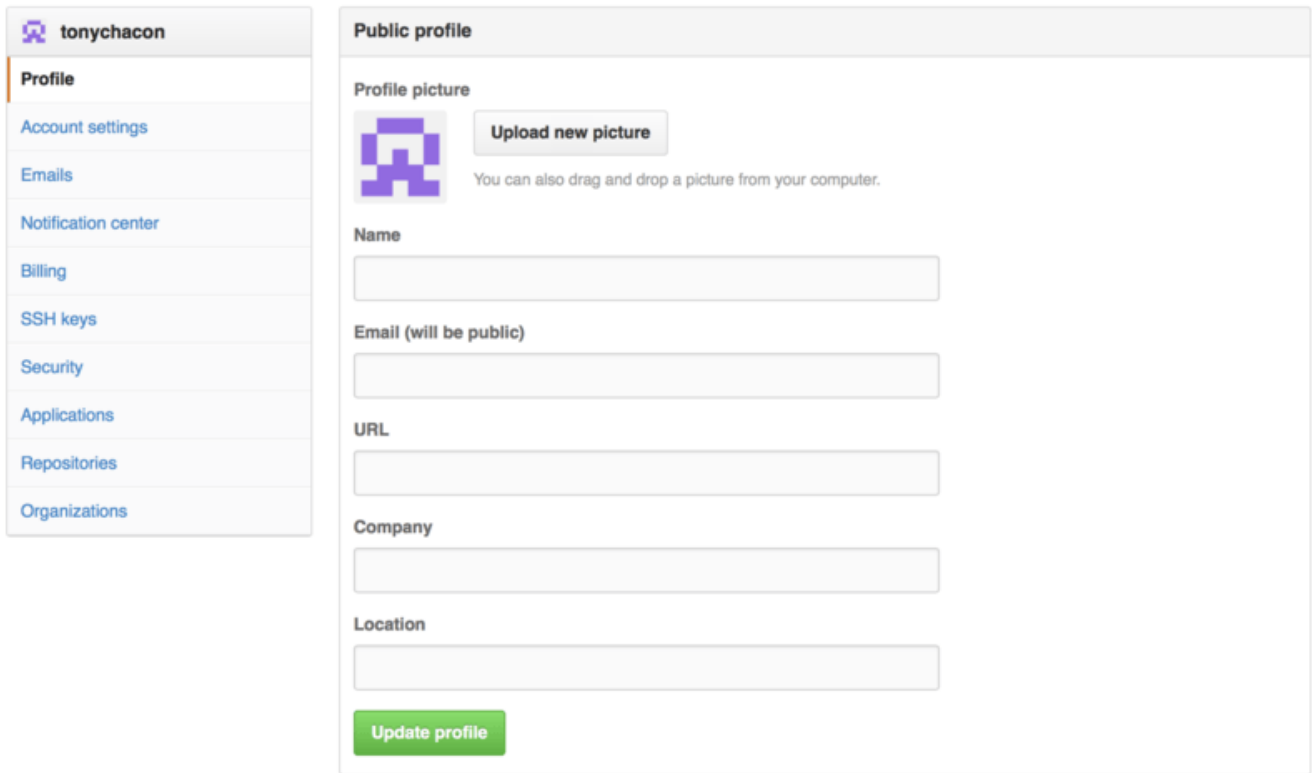 tonychacon
Profile
Account settings
Emails
Notification center
Billing
SSH keys
Security
Applications
Repositories
Organizations
Public profile
Profile picture
Upload new picture
You can also drag and drop a picture from your computer.
Name
Email (will be public)
URL
Company
Location
Update profile